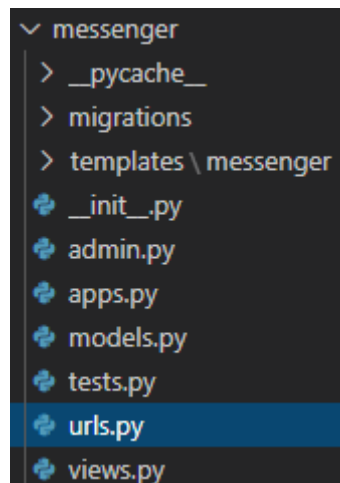 messenger
__pycache__
migrations
templates \ messenger
__init__.py
admin.py
apps.py
models.py
tests.py
urls.py
views.py